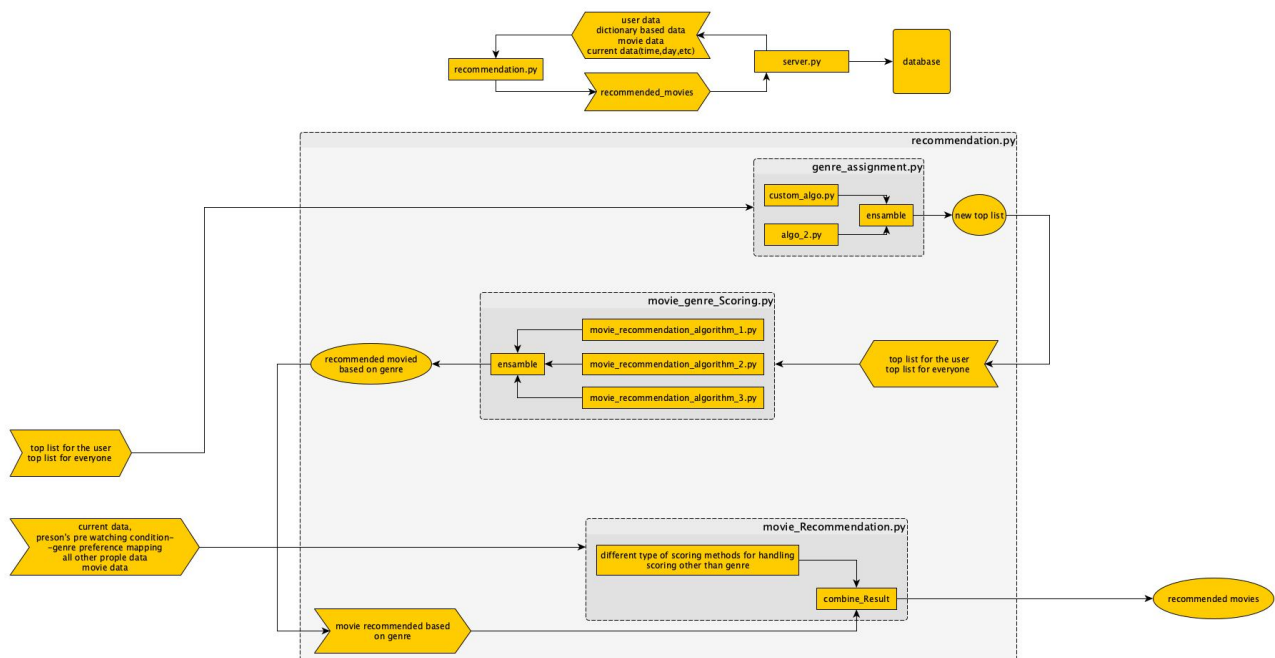 user data
dictionary based data
movie data
current data(time,day,etc)
recommendation.py
server.py
database
recommended_movies
recommendation.py
genre_assignment.py
custom_algo.py
ensamble
new top list
algo_2.py
movie_genre_Scoring.py
movie_recommendation_algorithm_1.py
recommended movied
based on genre
ensamble
movie_recommendation_algorithm_2.py
top list for the user
top list for everyone
movie_recommendation_algorithm_3.py
top list for the user
top list for everyone
current data,
preson's pre watching condition-
-genre preference mapping
all other prople data
movie data
movie_Recommendation.py
different type of scoring methods for handling
scoring other than genre
combine_Result
recommended movies
movie recommended based
on genre